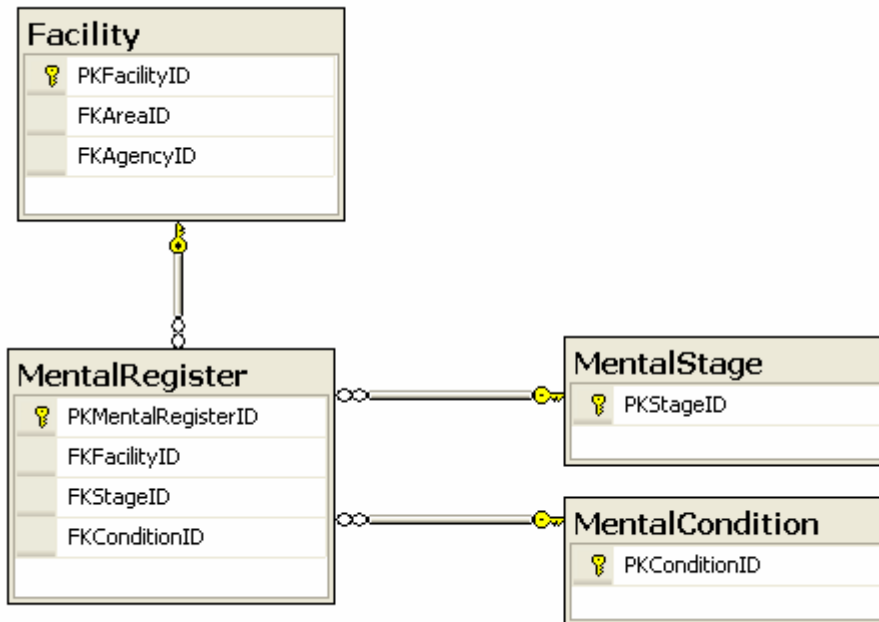 Facility
PKFacilityID
FKAreaID
FKAgencyID
MentalRegister
PKMentalRegisterID
FKFacilityID
FKStageID
FKConditionID
MentalStage
PKStageID
MentalCondition
PKConditionID